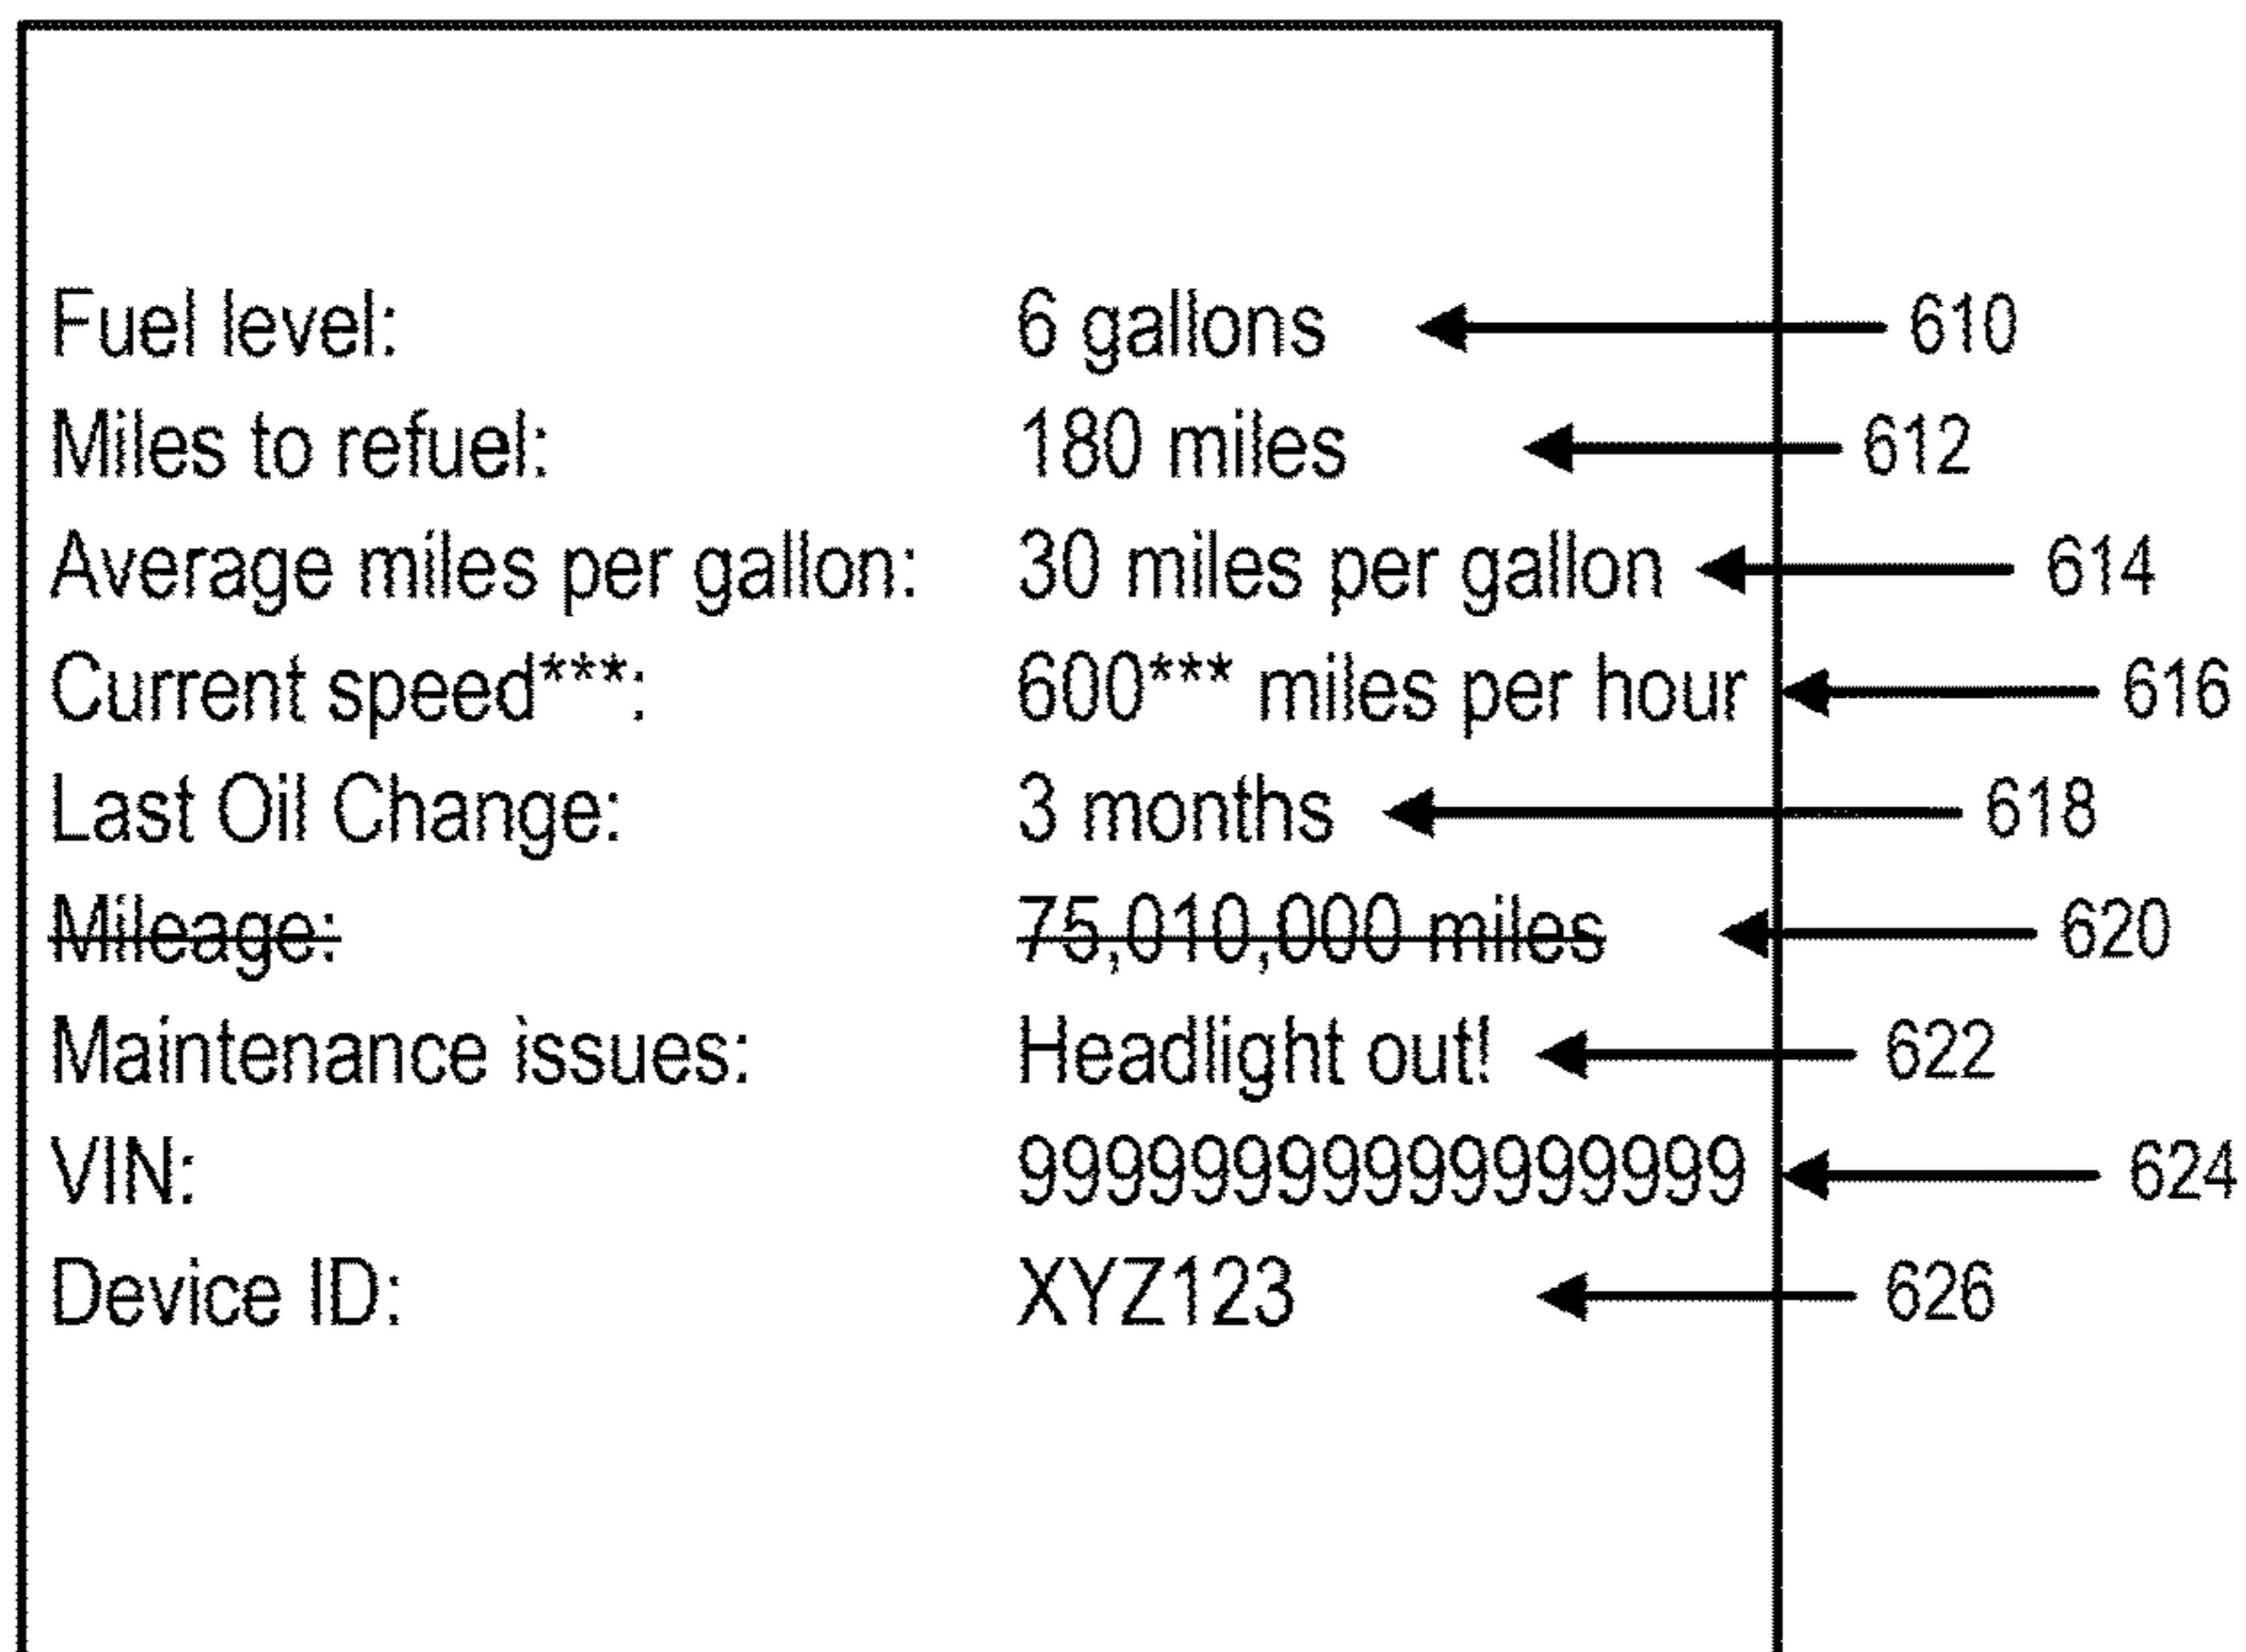 Fuel level: 6 gallons 610
Miles to refuel: 180 miles 612
Average miles per gallon: 30 miles per gallon 614
Current speed***: 600*** miles per hour 616
Last Oil Change: 3 months 618
Mileage: 75,010,000 miles 620
Maintenance issues: Headlight out! 622
VIN: 99999999999999999 624
Device ID: XYZ123 626